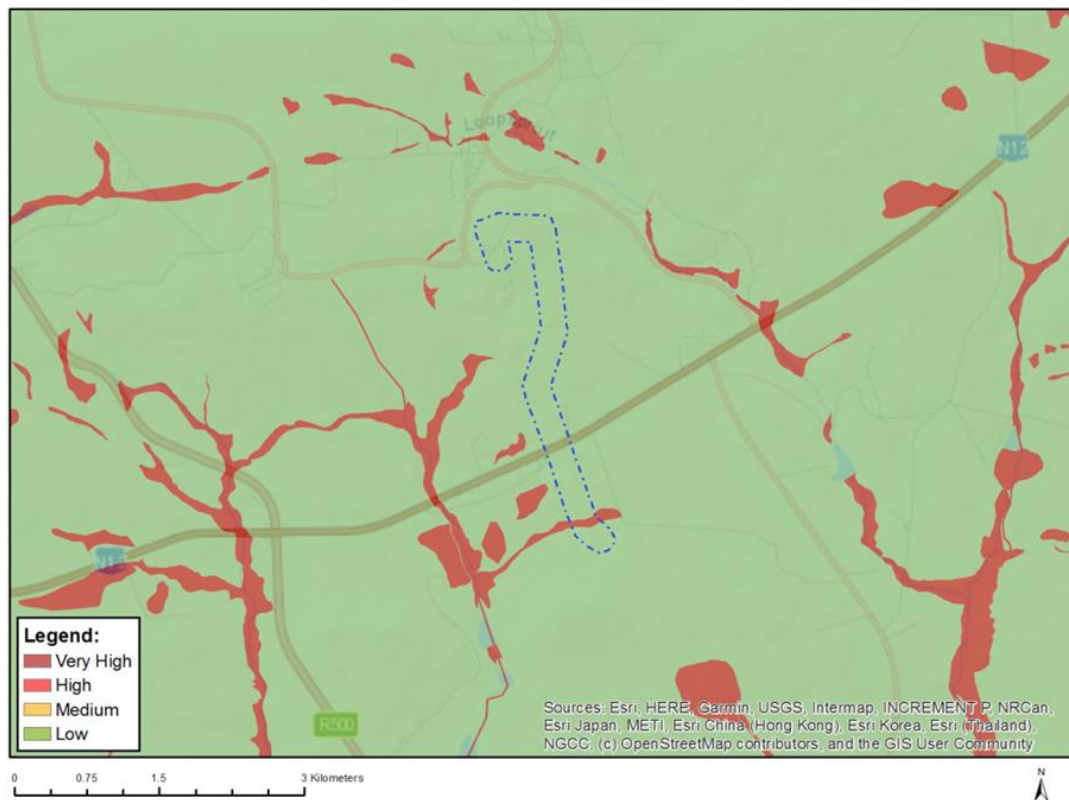 Loopspruit
N12
N12
Legend:
Very High
High
Medium
Low
R500
Sources: Esri, HERE, Garmin, USGS, Intermap, INCREMENT P, NRCan,
Esri Japan, METI, Esri China (Hong Kong), Esri Korea, Esri (Thailand),
NGCC, (c) OpenStreetMap contributors, and the GIS User Community
0 0.75 1.5 3 Kilometers
N